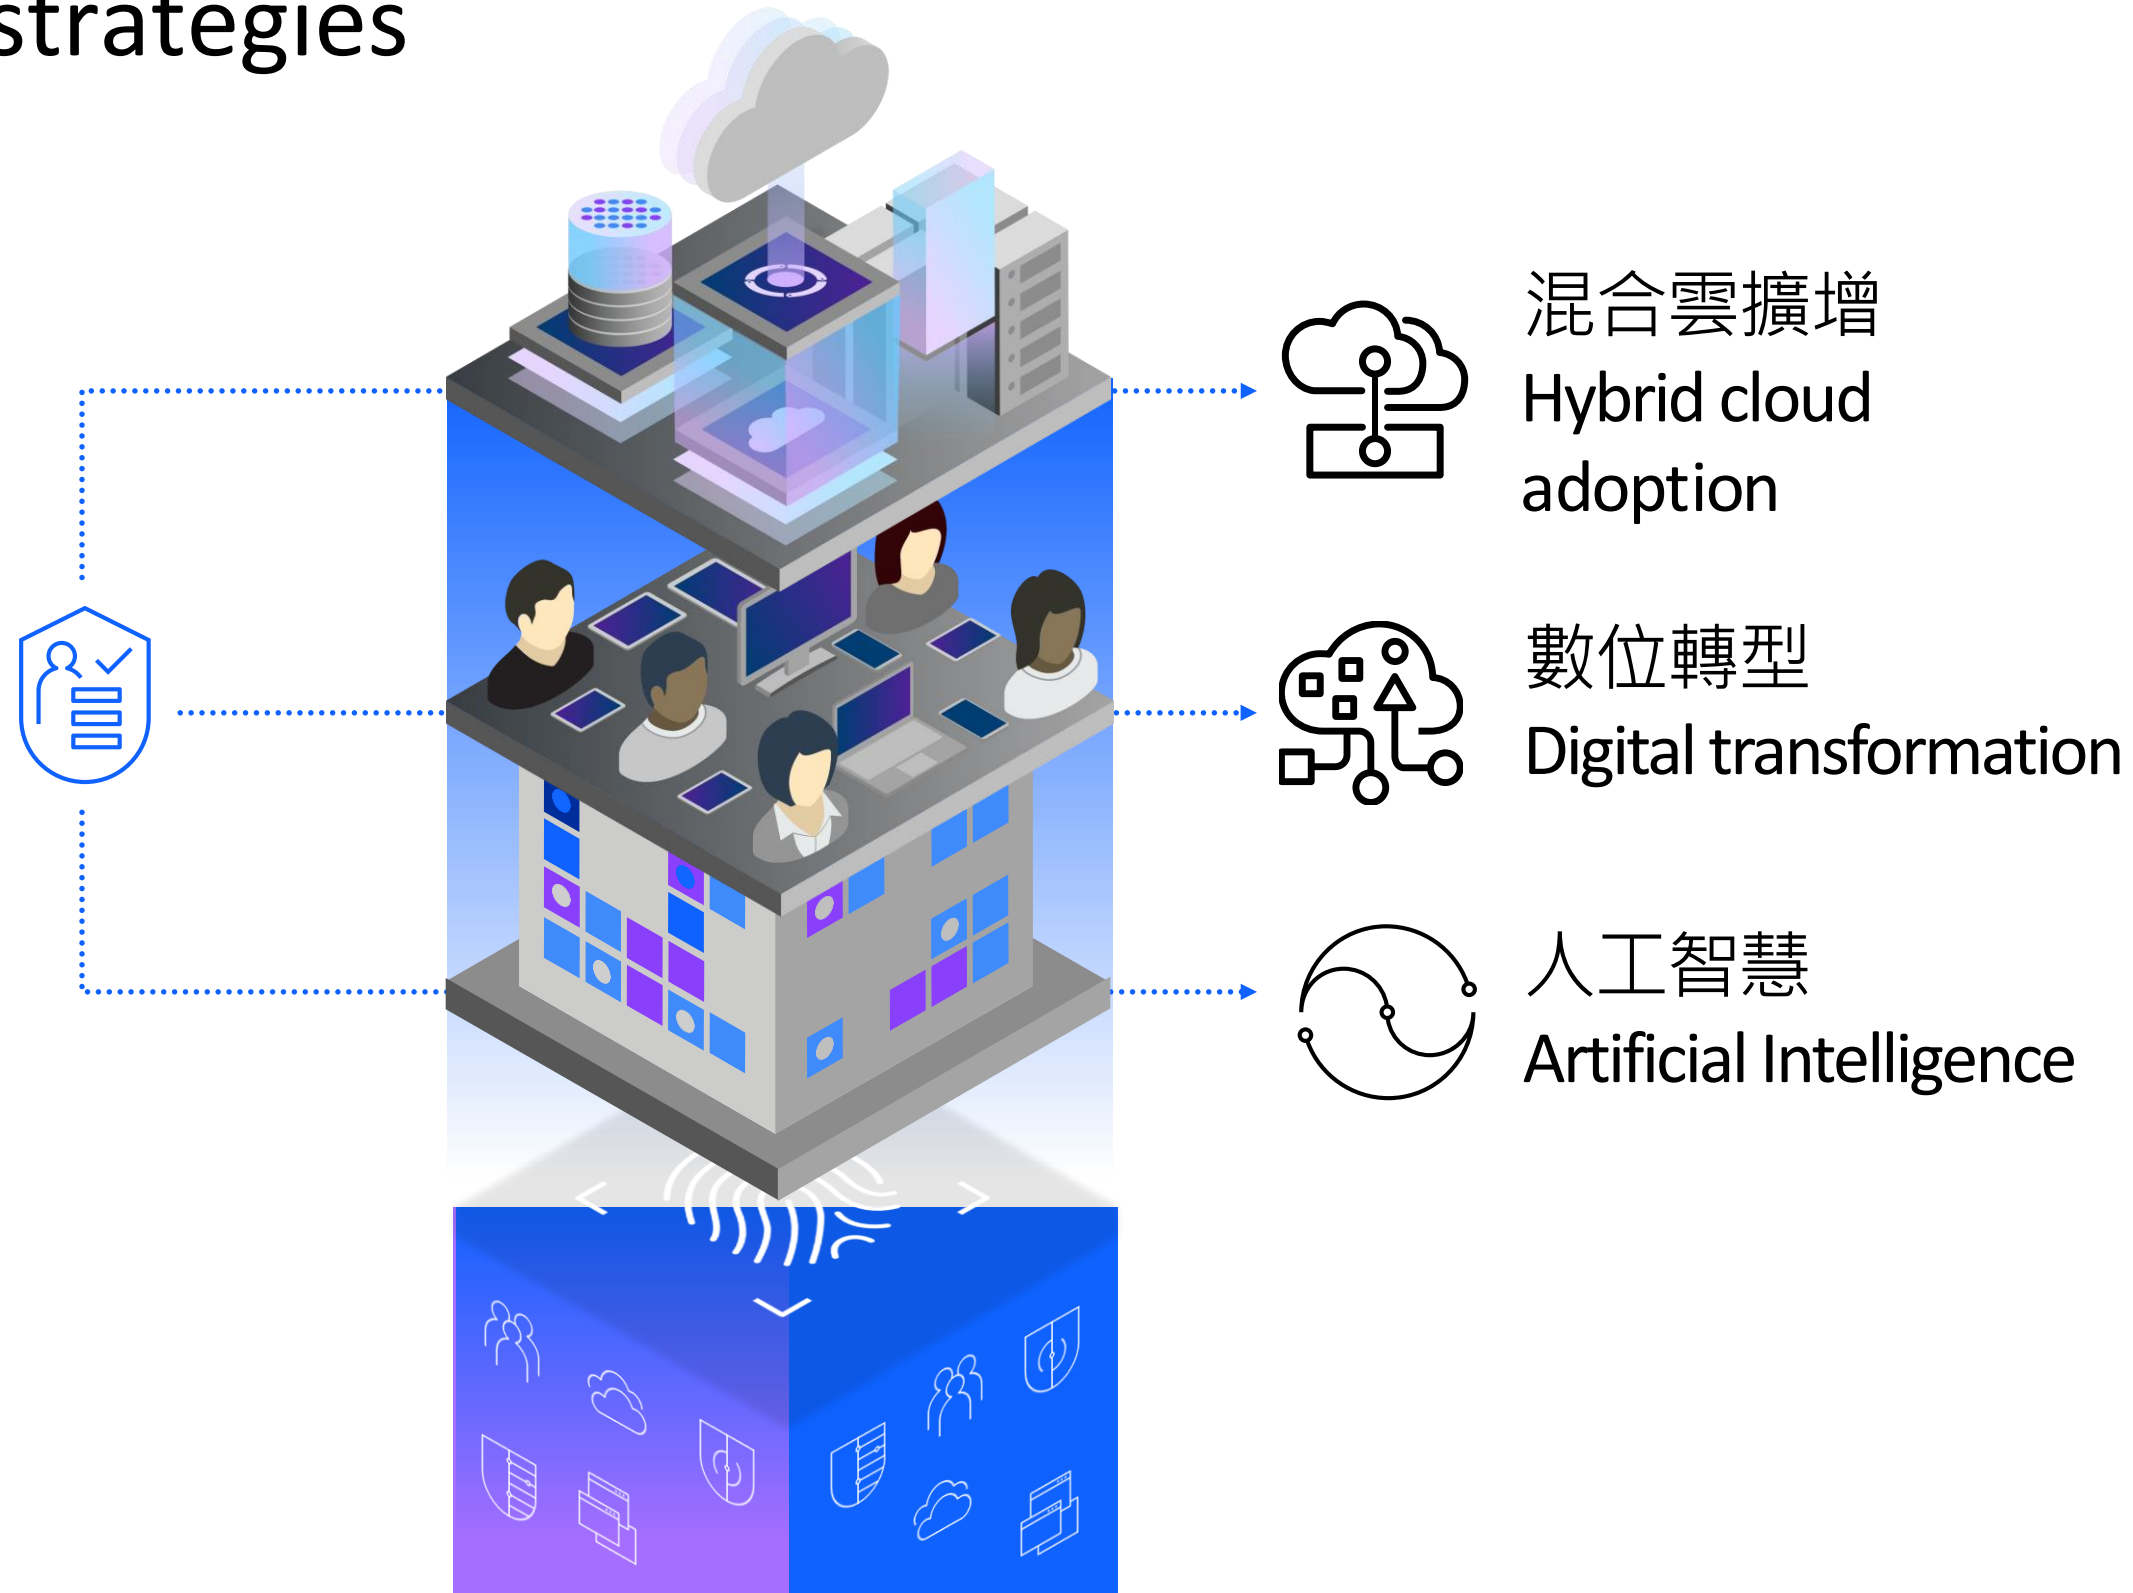 strategies
混合雲擴增
Hybrid cloud
adoption
數位轉型
Digital transformation
人工智慧
Artificial Intelligence